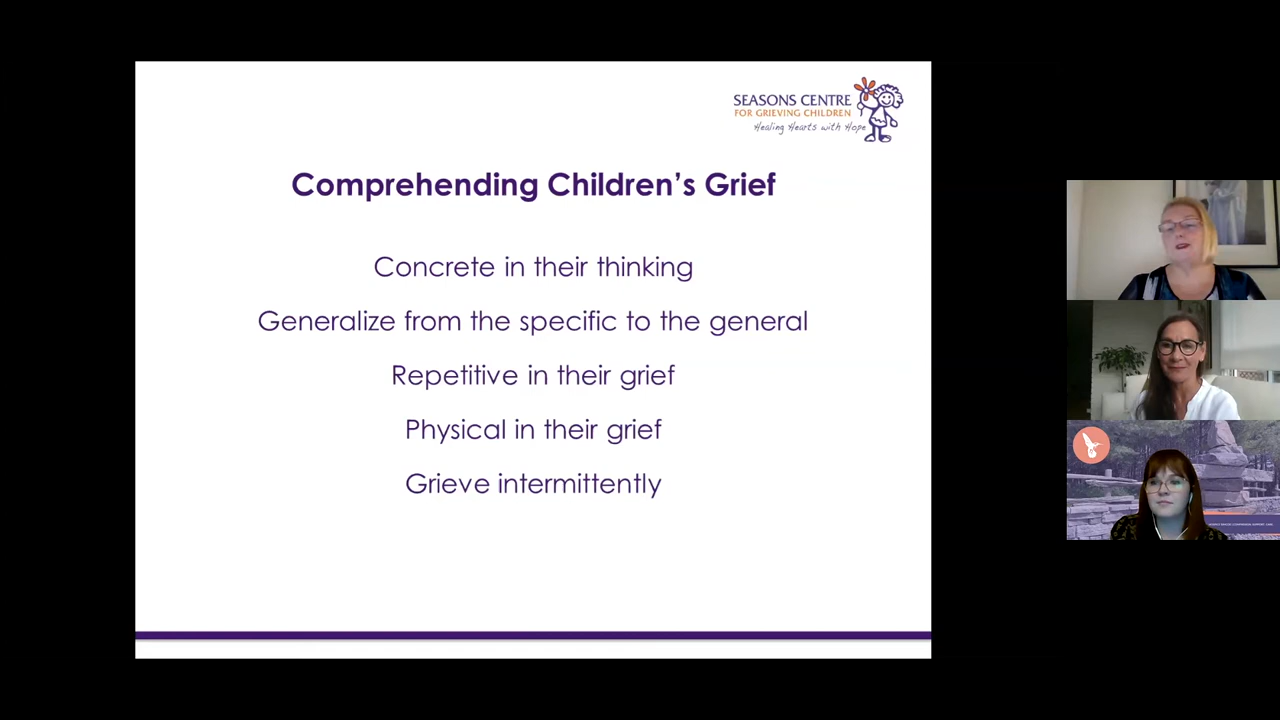 SEASONS CENTRE
FOR GRIEVING CHILDREN
Healing Hearts with Hope
Comprehending Children's Grief
Concrete in their thinking
Generalize from the specific to the general
Repetitive in their grief
Physical in their grief
Grieve intermittently